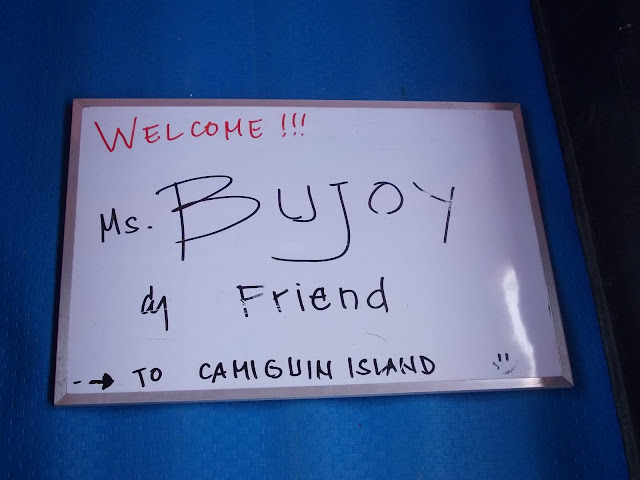 WELCOME !!!
Ms. BUJOY
Friend
--→ TO CAMIGUIN ISLAND